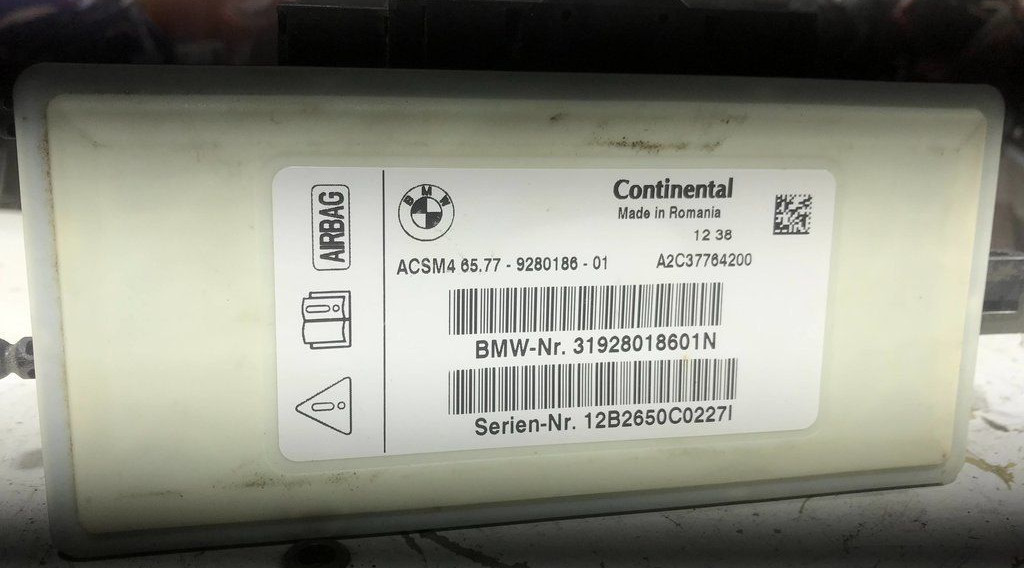 AIRBAG
BMW
Continental
Made in Romania
12 38
ACSM4 65.77 - 9280186 - 01 A2C37764200
BMW-Nr. 31928018601N
Serien-Nr. 12B2650C0227I